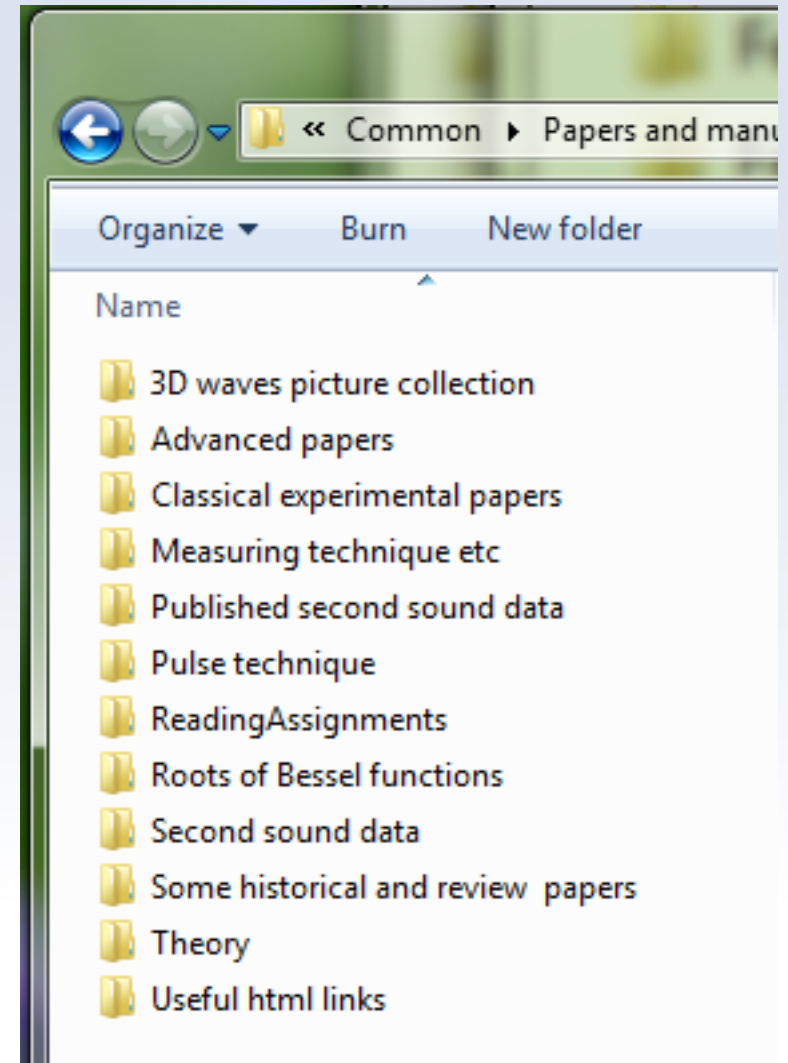 « Common ▸ Papers and manu
Organize ▾ Burn New folder
Name
3D waves picture collection
Advanced papers
Classical experimental papers
Measuring technique etc
Published second sound data
Pulse technique
ReadingAssignments
Roots of Bessel functions
Second sound data
Some historical and review  papers
Theory
Useful html links